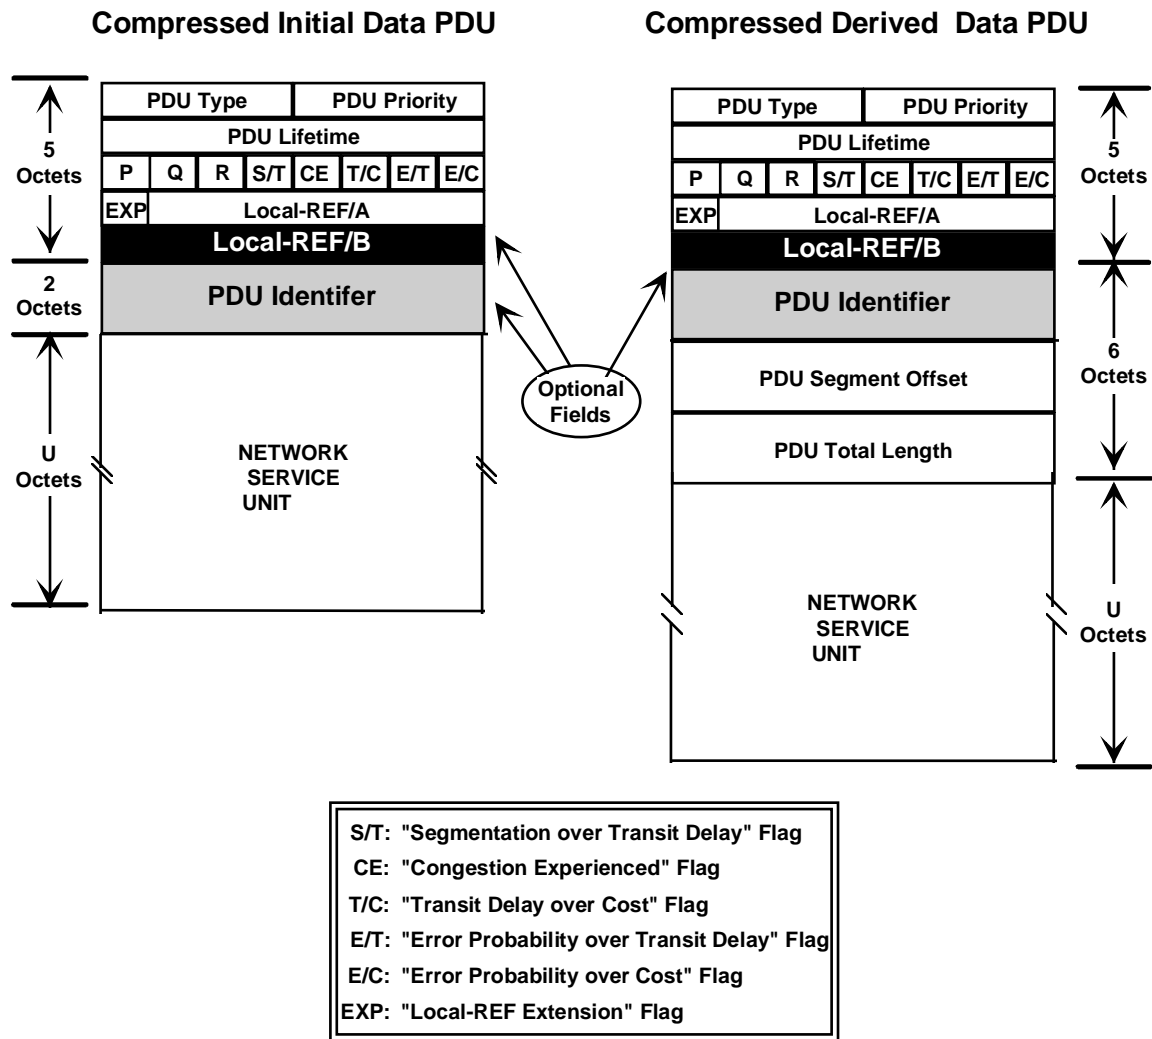 Compressed Initial Data PDU
5
Octets
2
Octets
U
Octets
PDU Type
PDU Priority
PDU Lifetime
P
Q
R
S/T
CE
T/C
E/T
E/C
EXP
Local-REF/A
Local-REF/B
PDU Identifer
NETWORK
SERVICE
UNIT
Optional
Fields
Compressed Derived Data PDU
PDU Type
PDU Priority
PDU Lifetime
P
Q
R
S/T
CE
T/C
E/T
E/C
EXP
Local-REF/A
Local-REF/B
PDU Identifier
PDU Segment Offset
PDU Total Length
NETWORK
SERVICE
UNIT
5
Octets
6
Octets
U
Octets
S/T: "Segmentation over Transit Delay" Flag
CE: "Congestion Experienced" Flag
T/C: "Transit Delay over Cost" Flag
E/T: "Error Probability over Transit Delay" Flag
E/C: "Error Probability over Cost" Flag
EXP: "Local-REF Extension" Flag